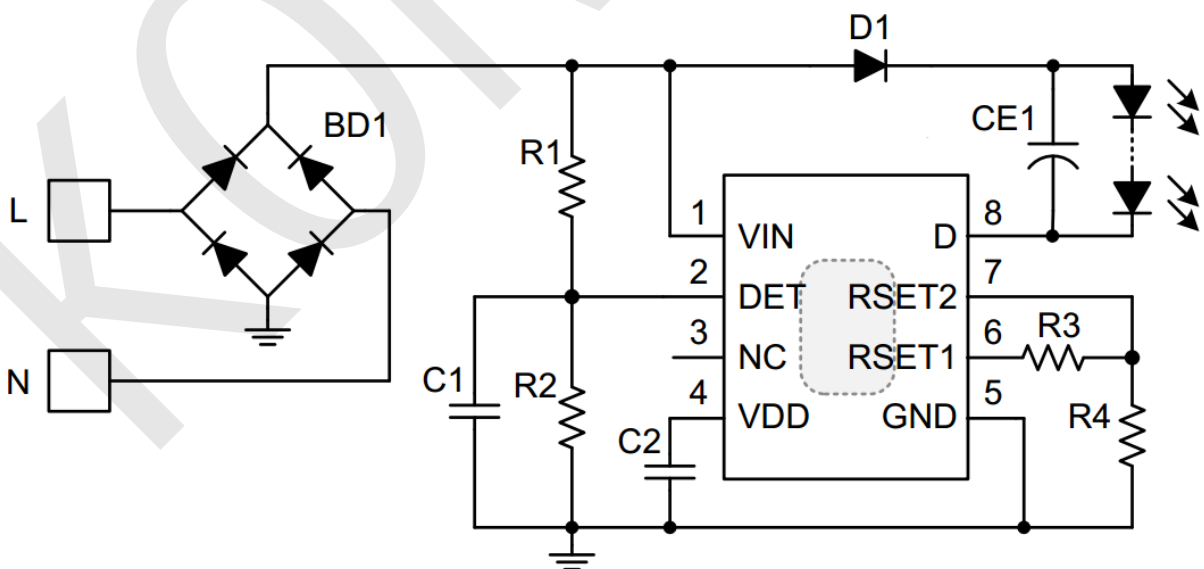 D1
BD1
CE1
R1
L
1
VIN
D
8
2
DET
RSET2
7
3
NC
RSET1
6
R3
N
C1
R2
4
VDD
GND
5
R4
C2